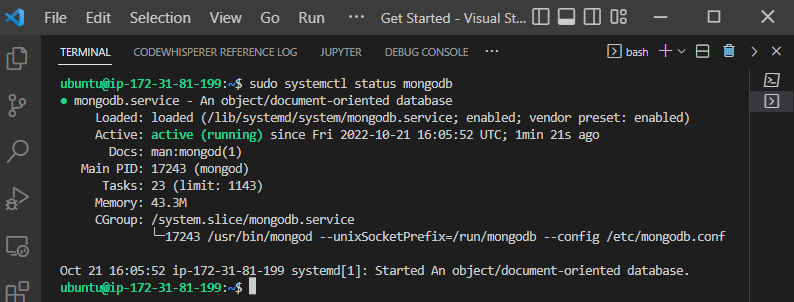 Go Run ··· Get Started - Visual St...
TERMINAL CODEWHISPERER REFERENCE LOG JUPYTER DEBUG CONSOLE ··· bash
ubuntu@ip-172-31-81-199:~$ sudo systemctl status mongodb
● mongodb.service - An object/document-oriented database
Loaded: loaded (/lib/systemd/system/mongodb.service; enabled; vendor preset: enabled)
Active: active (running) since Fri 2022-10-21 16:05:52 UTC; 1min 21s ago
Docs: man:mongod(1)
Main PID: 17243 (mongod)
Tasks: 23 (limit: 1143)
Memory: 43.3M
CGroup: /system.slice/mongodb.service
└─17243 /usr/bin/mongod --unixSocketPrefix=/run/mongodb --config /etc/mongodb.conf
Oct 21 16:05:52 ip-172-31-81-199 systemd[1]: Started An object/document-oriented database.
ubuntu@ip-172-31-81-199:~$